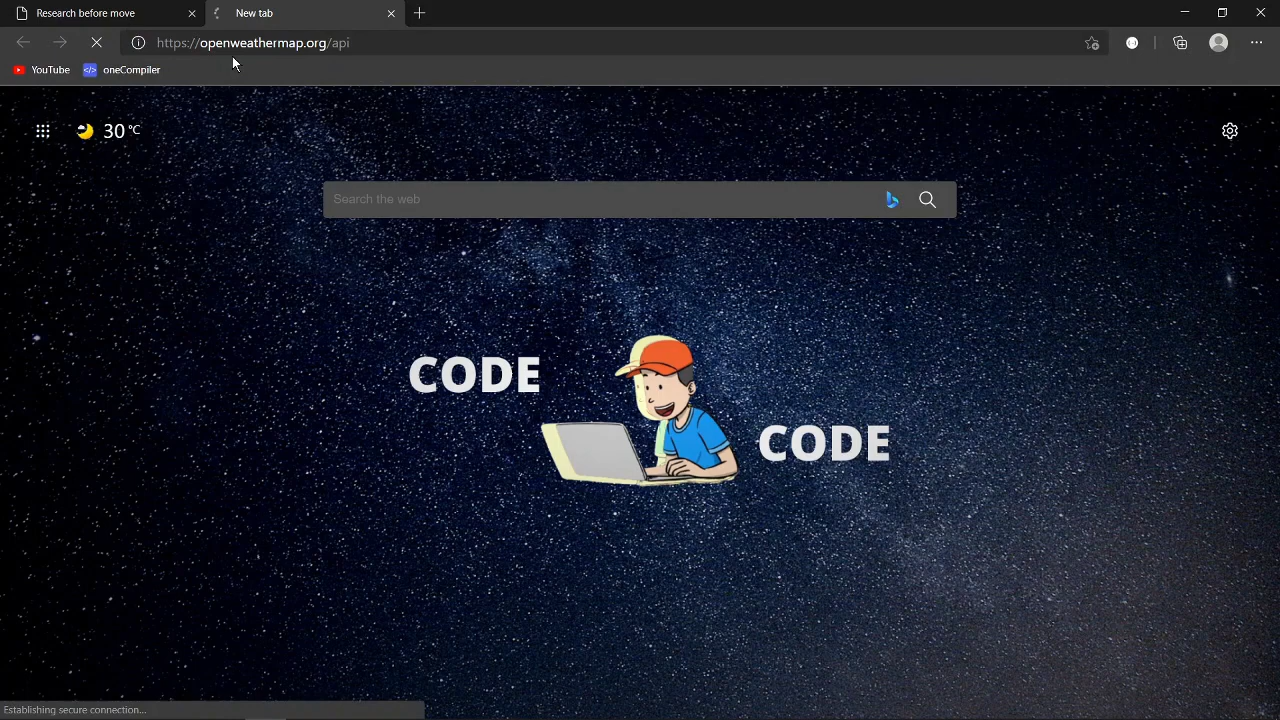 Research before move
New tab
https://openweathermap.org/api
YouTube
</> oneCompiler
30 °C
Search the web
CODE
CODE
Establishing secure connection...